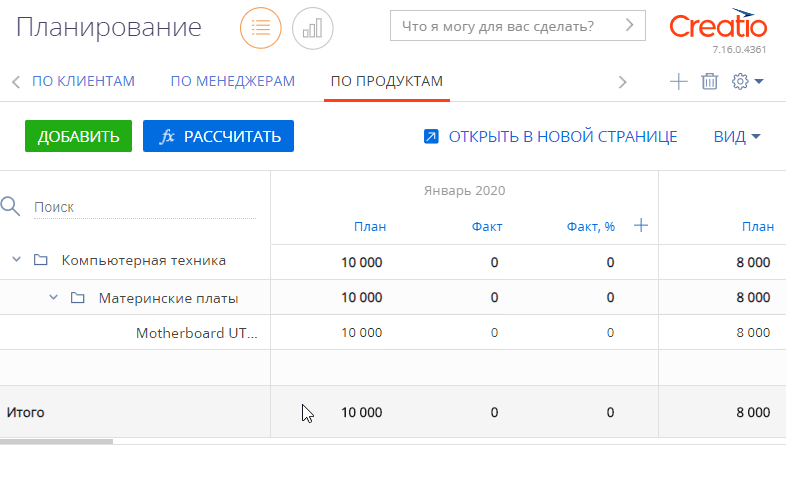 Планирование
Что я могу для вас сделать?
Creatio
7.16.0.4361
ПО КЛИЕНТАМ ПО МЕНЕДЖЕРАМ ПО ПРОДУКТАМ
ДОБАВИТЬ fx РАССЧИТАТЬ ОТКРЫТЬ В НОВОЙ СТРАНИЦЕ ВИД
Январь 2020
Поиск
План Факт Факт, % План
Компьютерная техника 10 000 0 0 8 000
Материнские платы 10 000 0 0 8 000
Motherboard UT... 10 000 0 0 8 000
Итого 10 000 0 0 8 000